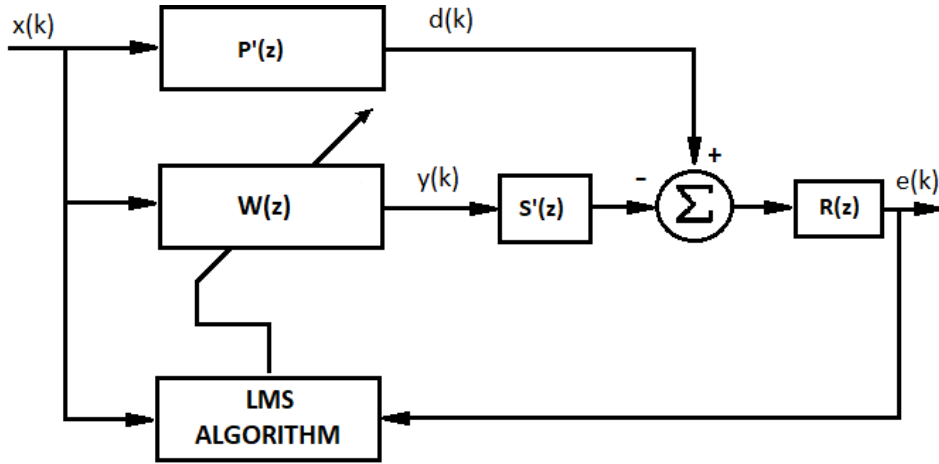 x(k)
P'(z)
d(k)
+
-
W(z)
y(k)
S'(z)
Σ
R(z)
e(k)
LMS
ALGORITHM